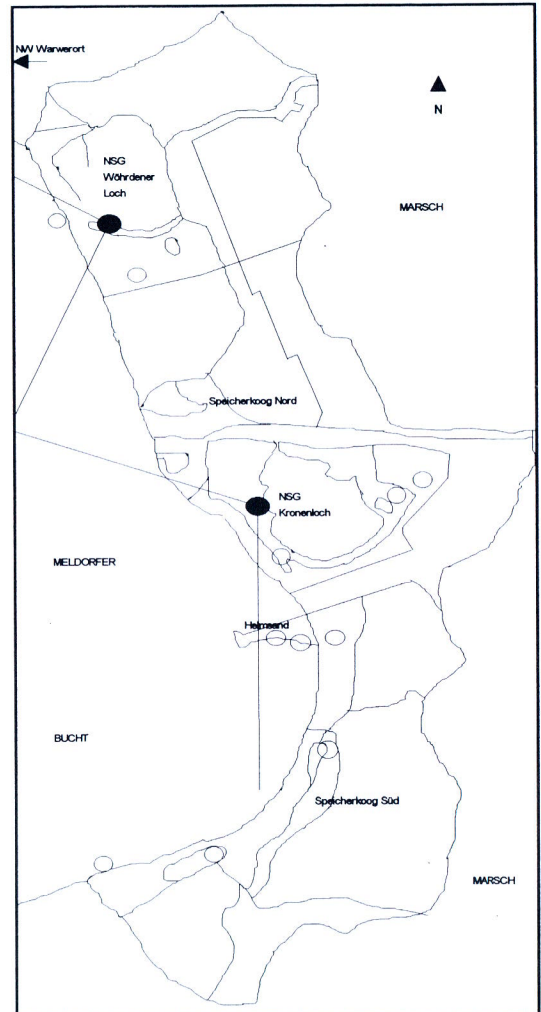 NW Warwerort
N
NSG
Wöhrdener
Loch
MARSCH
Speicherkoog Nord
NSG
Kronenloch
MELDORFER
Helmsand
BUCHT
Speicherkoog Süd
MARSCH